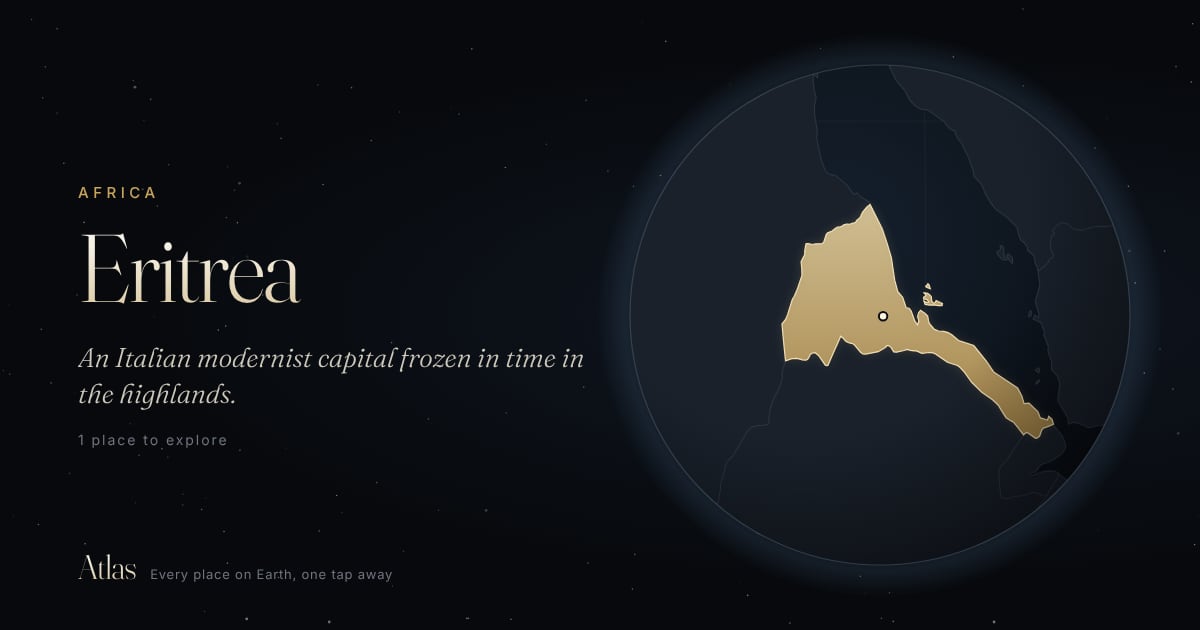 AFRICA
Eritrea
An Italian modernist capital frozen in time in
the highlands.
1 place to explore
Atlas Every place on Earth, one tap away